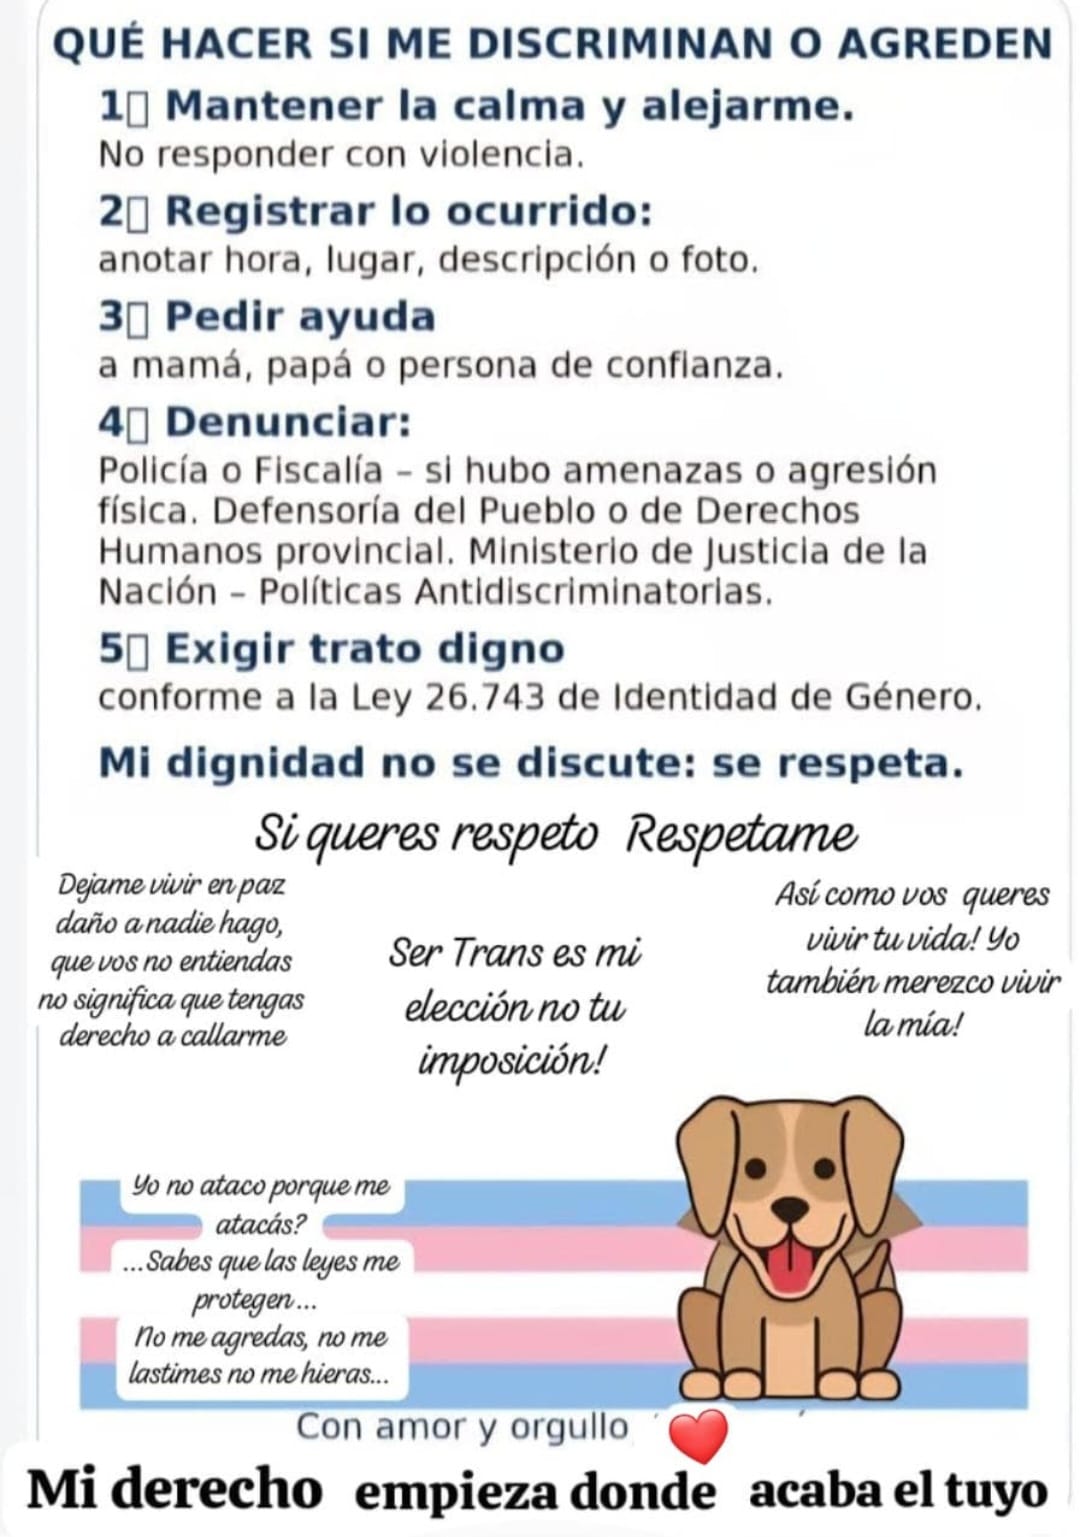 QUÉ HACER SI ME DISCRIMINAN O AGREDEN
1▯ Mantener la calma y alejarme.
No responder con violencia.
2▯ Registrar lo ocurrido:
anotar hora, lugar, descripción o foto.
3▯ Pedir ayuda
a mamá, papá o persona de confianza.
4▯ Denunciar:
Policía o Fiscalía – si hubo amenazas o agresión
física. Defensoría del Pueblo o de Derechos
Humanos provincial. Ministerio de Justicia de la
Nación – Políticas Antidiscriminatorias.
5▯ Exigir trato digno
conforme a la Ley 26.743 de Identidad de Género.
Mi dignidad no se discute: se respeta.
Si queres respeto Respetame
Dejame vivir en paz
daño a nadie hago,
que vos no entiendas
no significa que tengas
derecho a callarme
Ser Trans es mi
elección no tu
imposición!
Así como vos queres
vivir tu vida! Yo
también merezco vivir
la mía!
Yo no ataco porque me
atacás?
...Sabes que las leyes me
protegen...
No me agredas, no me
lastimes no me hieras...
Con amor y orgullo ❤️
Mi derecho empieza donde acaba el tuyo